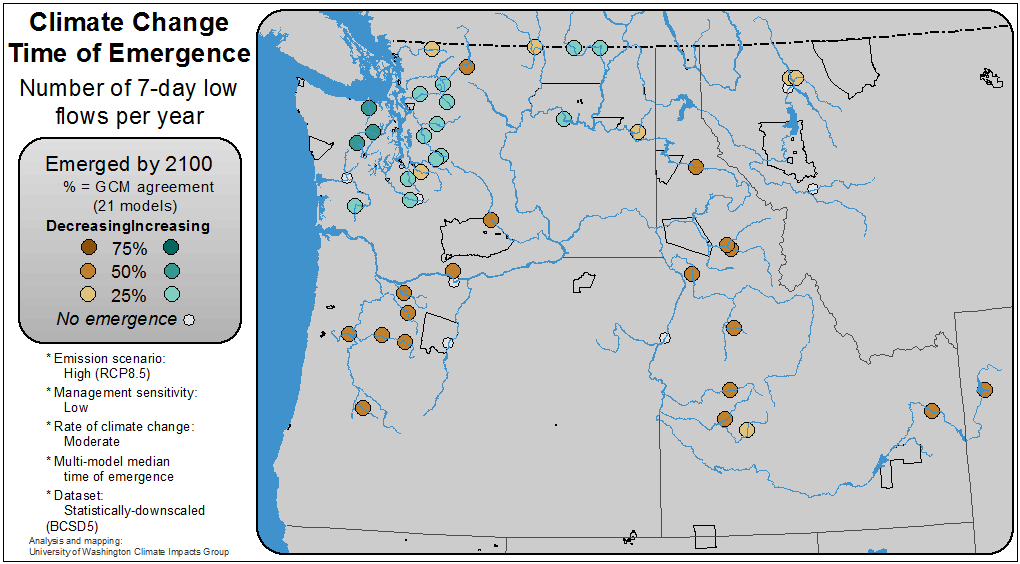 Climate Change
Time of Emergence
Number of 7-day low
flows per year
Emerged by 2100
% = GCM agreement
(21 models)
DecreasingIncreasing
75%
50%
25%
No emergence
* Emission scenario:
High (RCP8.5)
* Management sensitivity:
Low
* Rate of climate change:
Moderate
* Multi-model median
time of emergence
* Dataset:
Statistically-downscaled
(BCSD5)
Analysis and mapping:
University of Washington Climate Impacts Group